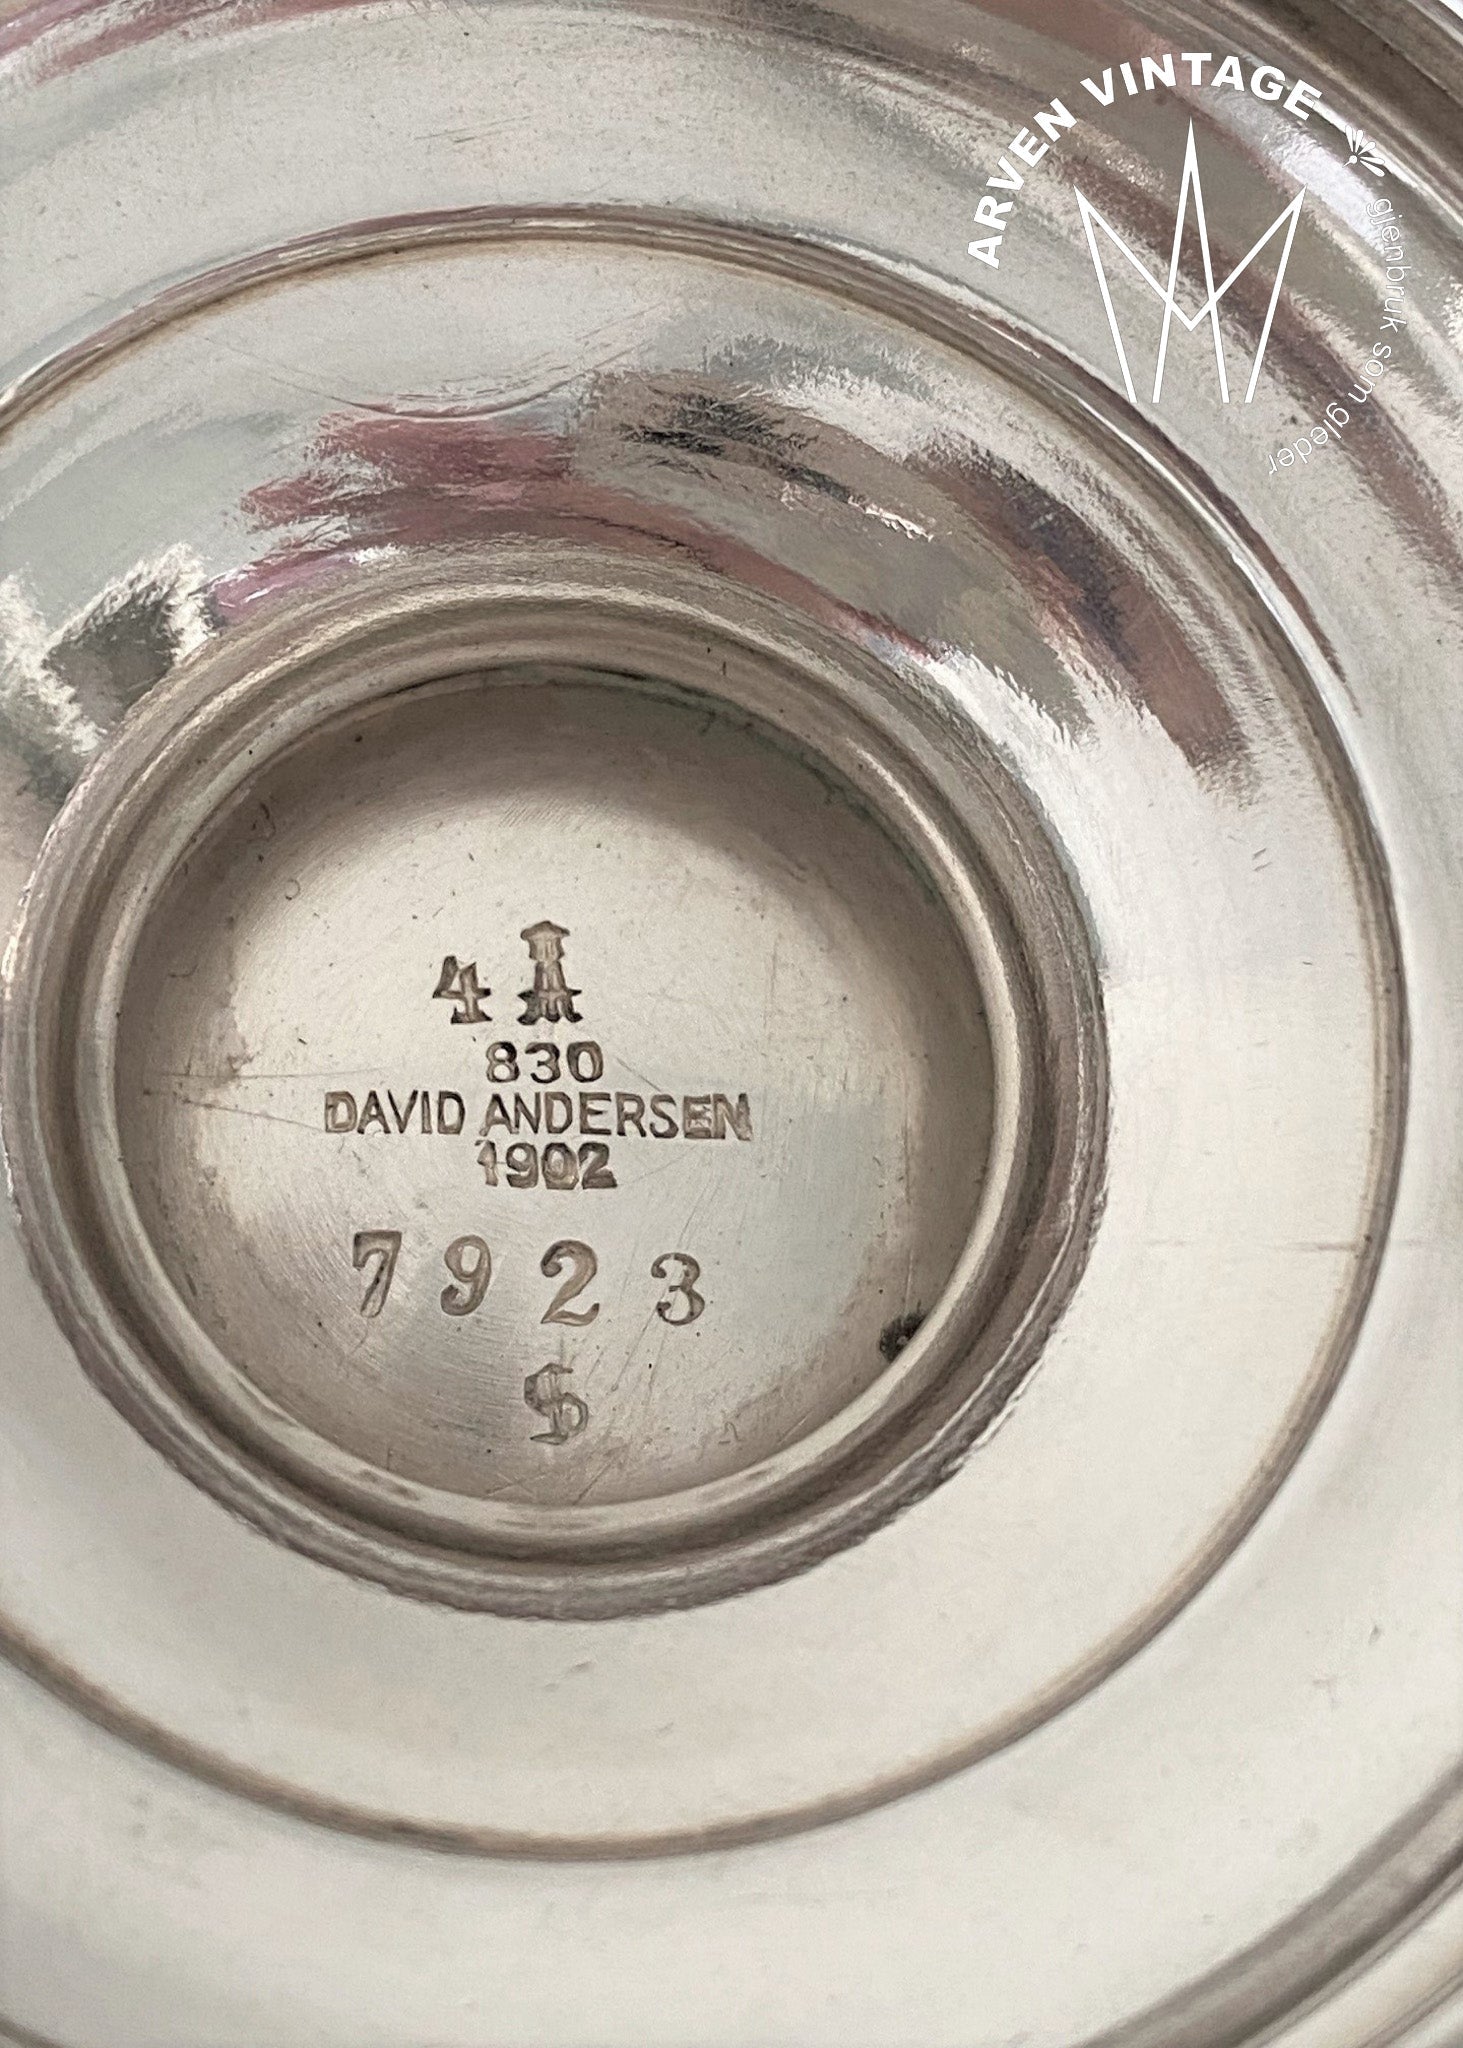 ARVEN VINTAGE
gjenbruk som gleder
4
830
DAVID ANDERSEN
1902
7923
S